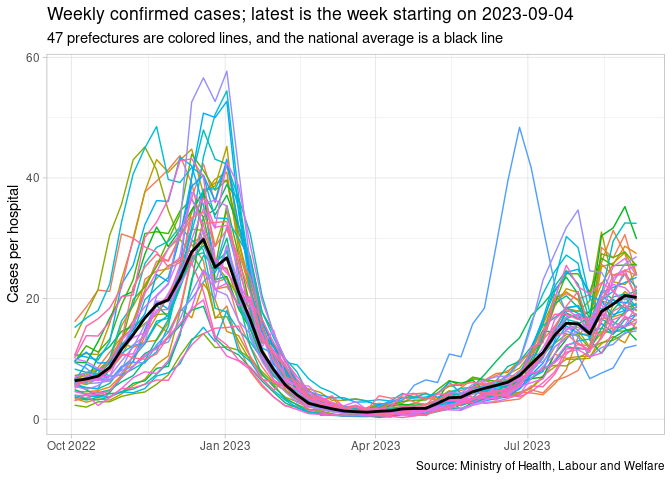 Weekly confirmed cases; latest is the week starting on 2023-09-04
47 prefectures are colored lines, and the national average is a black line
Cases per hospital
60
40
20
0
Oct 2022 Jan 2023 Apr 2023 Jul 2023
Source: Ministry of Health, Labour and Welfare